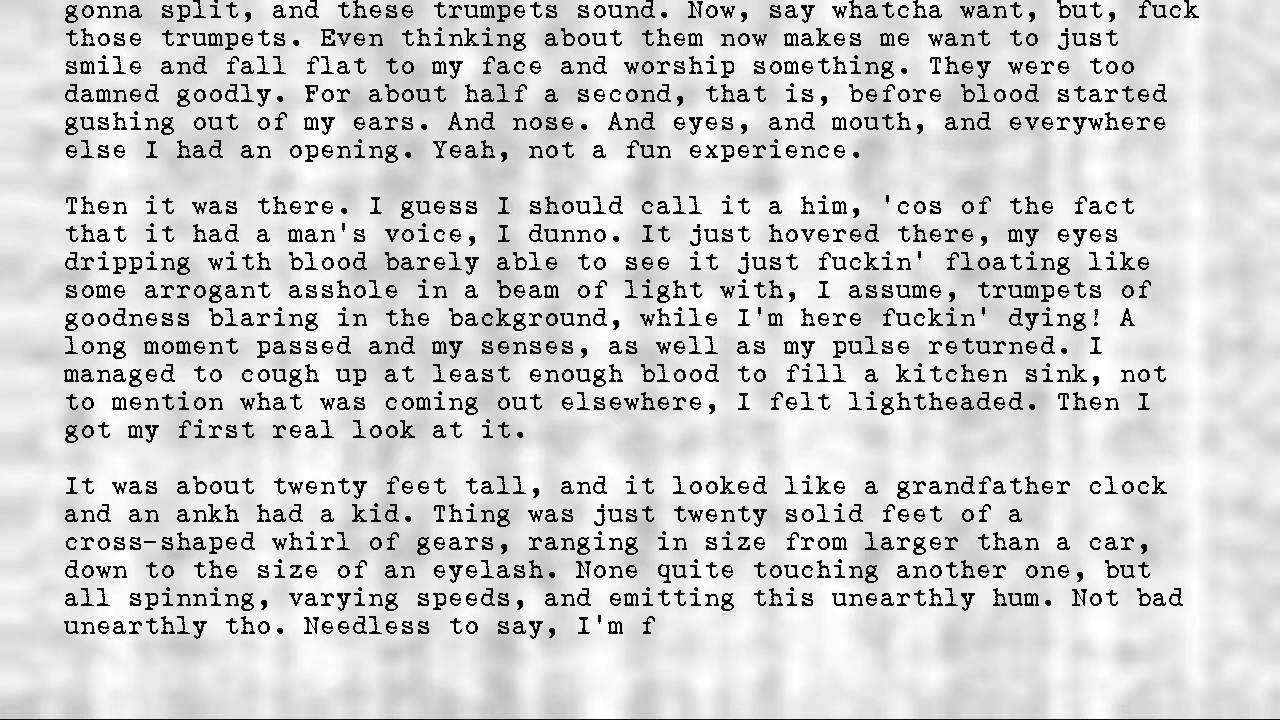 gonna split, and these trumpets sound. Now, say whatcha want, but, fuck
those trumpets. Even thinking about them now makes me want to just
smile and fall flat to my face and worship something. They were too
damned goodly. For about half a second, that is, before blood started
gushing out of my ears. And nose. And eyes, and mouth, and everywhere
else I had an opening. Yeah, not a fun experience.
Then it was there. I guess I should call it a him, 'cos of the fact
that it had a man's voice, I dunno. It just hovered there, my eyes
dripping with blood barely able to see it just fuckin' floating like
some arrogant asshole in a beam of light with, I assume, trumpets of
goodness blaring in the background, while I'm here fuckin' dying! A
long moment passed and my senses, as well as my pulse returned. I
managed to cough up at least enough blood to fill a kitchen sink, not
to mention what was coming out elsewhere, I felt lightheaded. Then I
got my first real look at it.
It was about twenty feet tall, and it looked like a grandfather clock
and an ankh had a kid. Thing was just twenty solid feet of a
cross-shaped whirl of gears, ranging in size from larger than a car,
down to the size of an eyelash. None quite touching another one, but
all spinning, varying speeds, and emitting this unearthly hum. Not bad
unearthly tho. Needless to say, I'm f